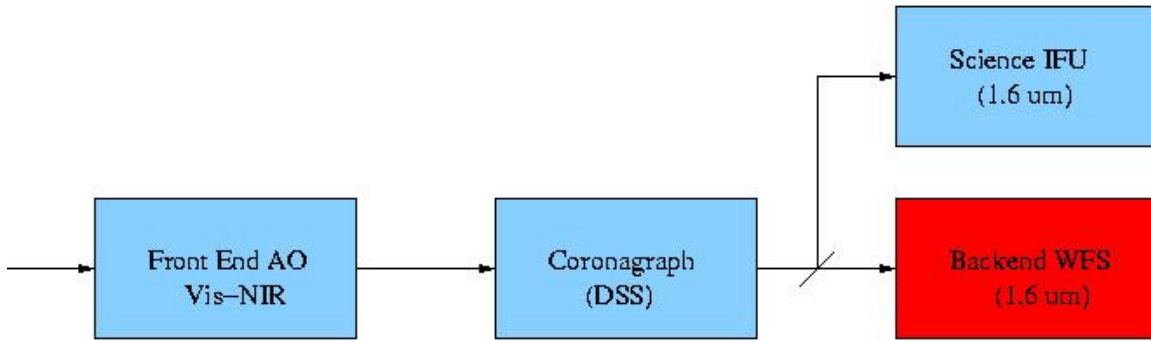 Science IFU
(1.6 um)
Front End AO
Vis–NIR
Coronagraph
(DSS)
Backend WFS
(1.6 um)